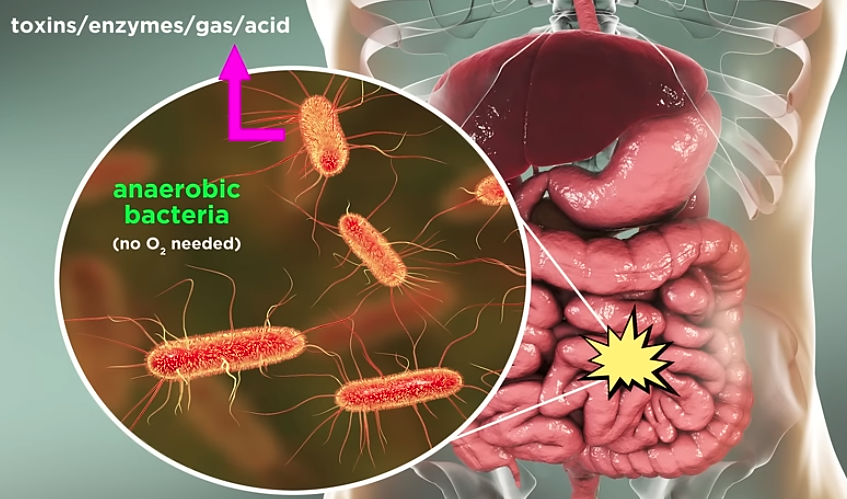 toxins/enzymes/gas/acid
anaerobic
bacteria
(no O₂ needed)